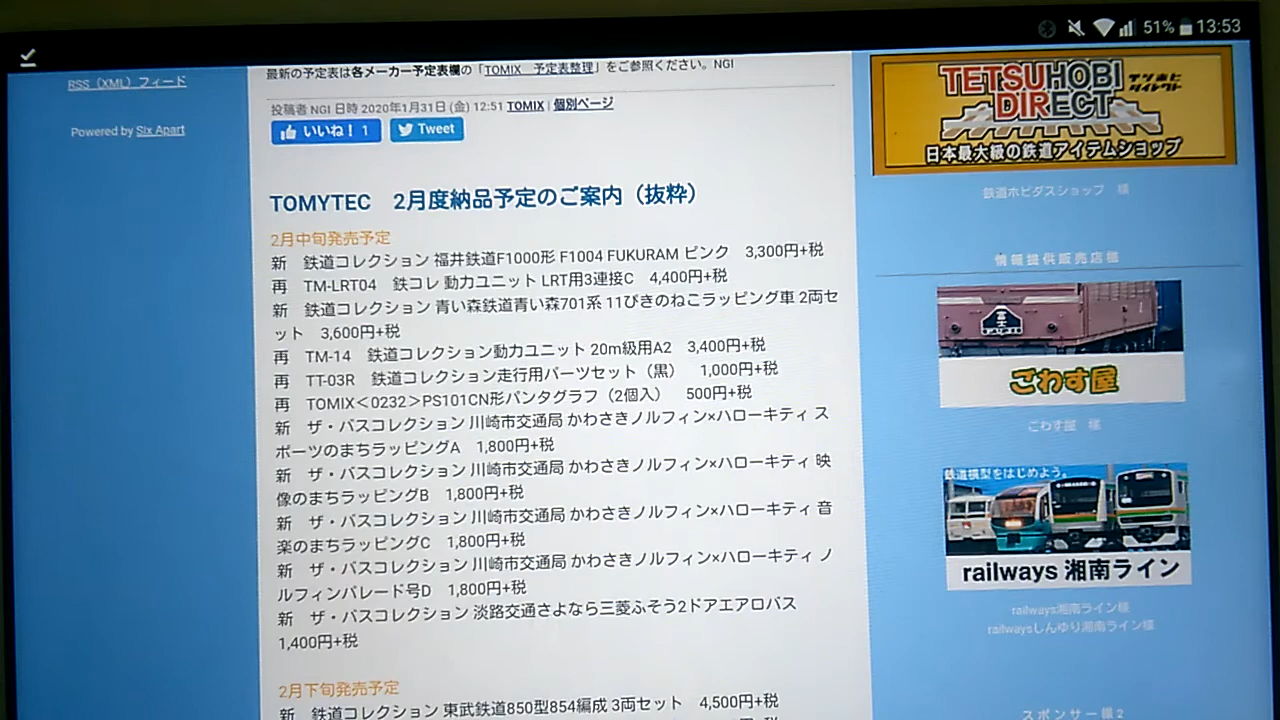 51% 13:53
RSS（XML）フィード
Powered by Six Apart
最新の予定表は各メーカー予定表欄の「TOMIX 予定表整理」をご参照ください。NGI
投稿者 NGI 日時 2020年1月31日 (金) 12:51 TOMIX | 個別ページ
いいね！ 1 Tweet
TOMYTEC 2月度納品予定のご案内（抜粋）
2月中旬発売予定
新 鉄道コレクション 福井鉄道F1000形 F1004 FUKURAM ピンク 3,300円+税
再 TM-LRT04 鉄コレ 動力ユニット LRT用3連接C 4,400円+税
新 鉄道コレクション 青い森鉄道青い森701系 11ぴきのねこラッピング車 2両セ
ット 3,600円+税
再 TM-14 鉄道コレクション動力ユニット 20m級用A2 3,400円+税
再 TT-03R 鉄道コレクション走行用パーツセット（黒） 1,000円+税
再 TOMIX＜0232＞PS101CN形パンタグラフ（2個入） 500円+税
新 ザ・バスコレクション 川崎市交通局 かわさきノルフィン×ハローキティ ス
ポーツのまちラッピングA 1,800円+税
新 ザ・バスコレクション 川崎市交通局 かわさきノルフィン×ハローキティ 映
像のまちラッピングB 1,800円+税
新 ザ・バスコレクション 川崎市交通局 かわさきノルフィン×ハローキティ 音
楽のまちラッピングC 1,800円+税
新 ザ・バスコレクション 川崎市交通局 かわさきノルフィン×ハローキティ ノ
ルフィンパレード号D 1,800円+税
新 ザ・バスコレクション 淡路交通さよなら三菱ふそう2ドアエアロバス
1,400円+税
2月下旬発売予定
新 鉄道コレクション 東武鉄道850型854編成 3両セット 4,500円+税
TETSUHOBI
DIRECT
テツホビ
ダイレクト
日本最大級の鉄道アイテムショップ
鉄道ホビダスショップ 様
情報提供販売店様
富士
ごわす屋
ごわす屋 様
鉄道模型をはじめよう。
railways 湘南ライン
railways湘南ライン様
railwaysしんゆり湘南ライン様
スポンサー様2